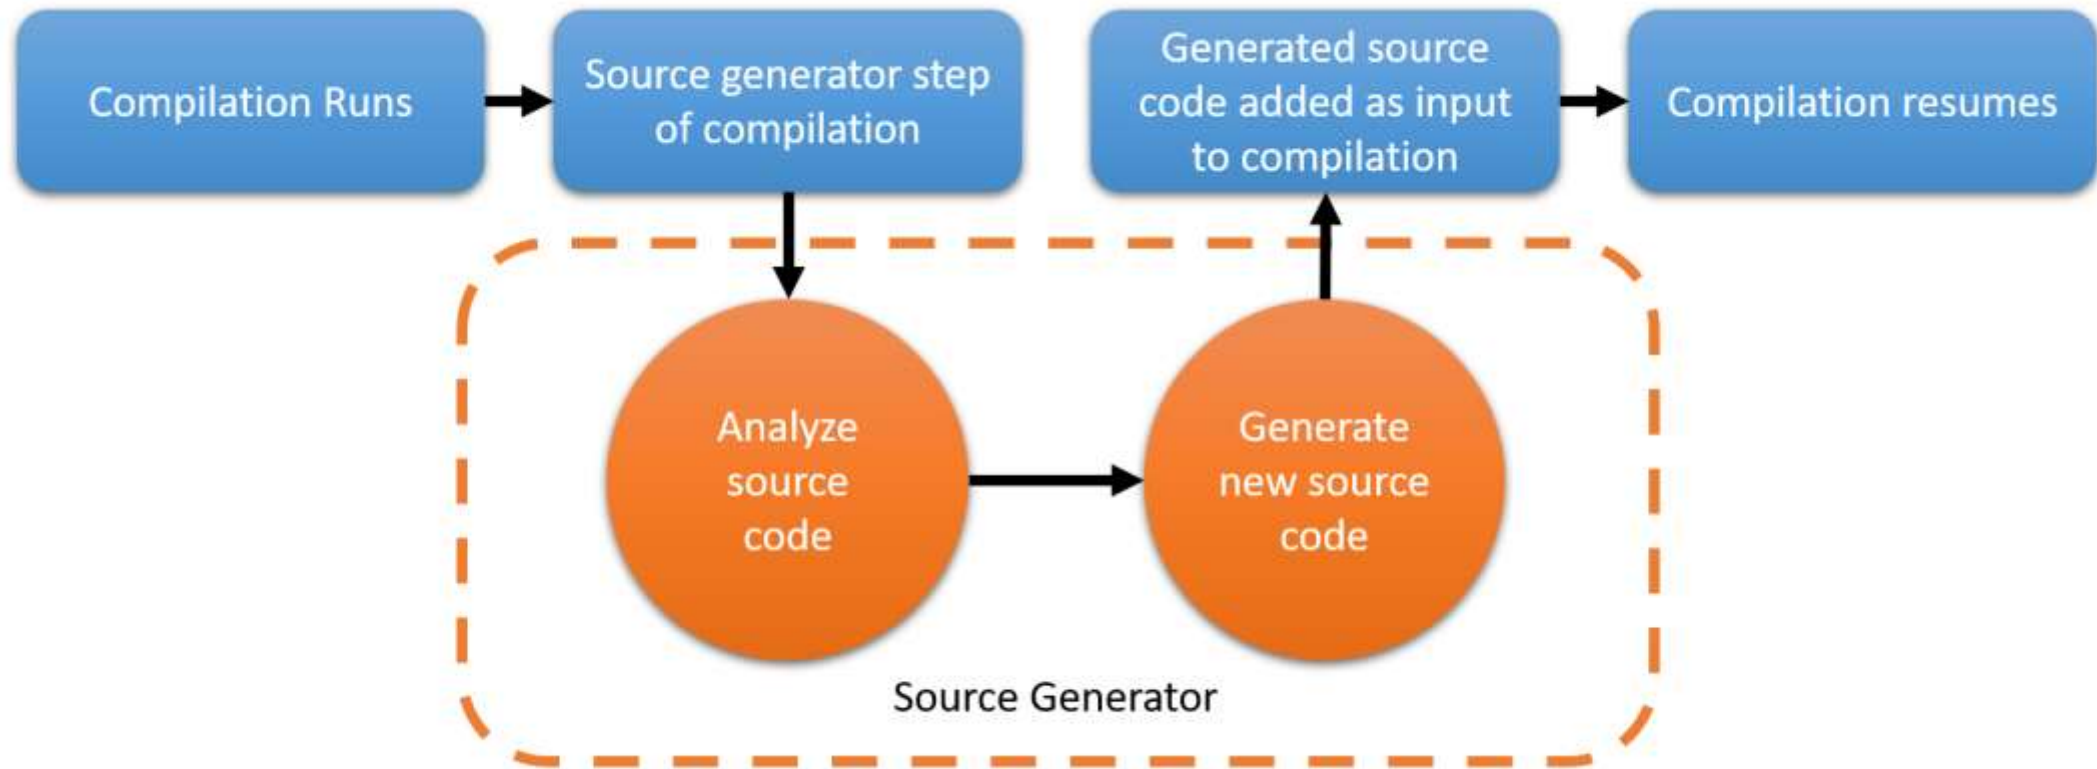 Compilation Runs
Source generator step
of compilation
Generated source
code added as input
to compilation
Compilation resumes
Analyze
source
code
Generate
new source
code
Source Generator